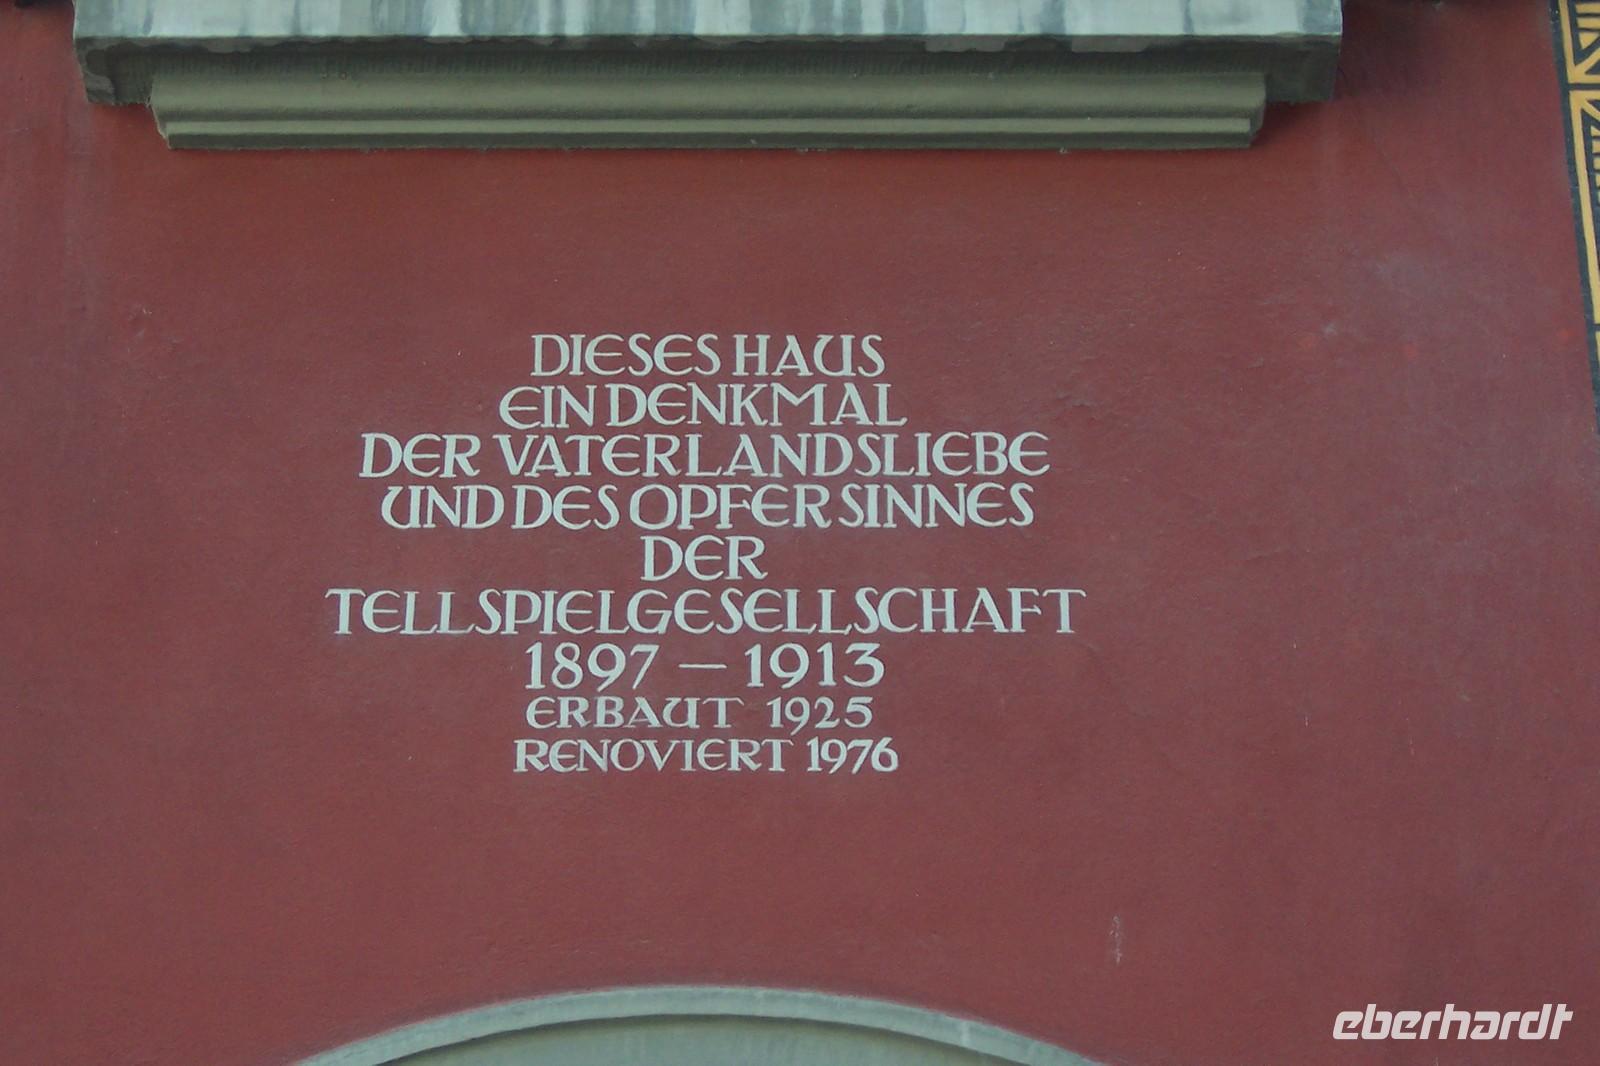 DIESES HAUS
EIN DENKMAL
DER VATERLANDSLIEBE
UND DES OPFERSINNES
DER
TELLSPIELGESELLSCHAFT
1897 – 1913
ERBAUT 1925
RENOVIERT 1976
eberhardt